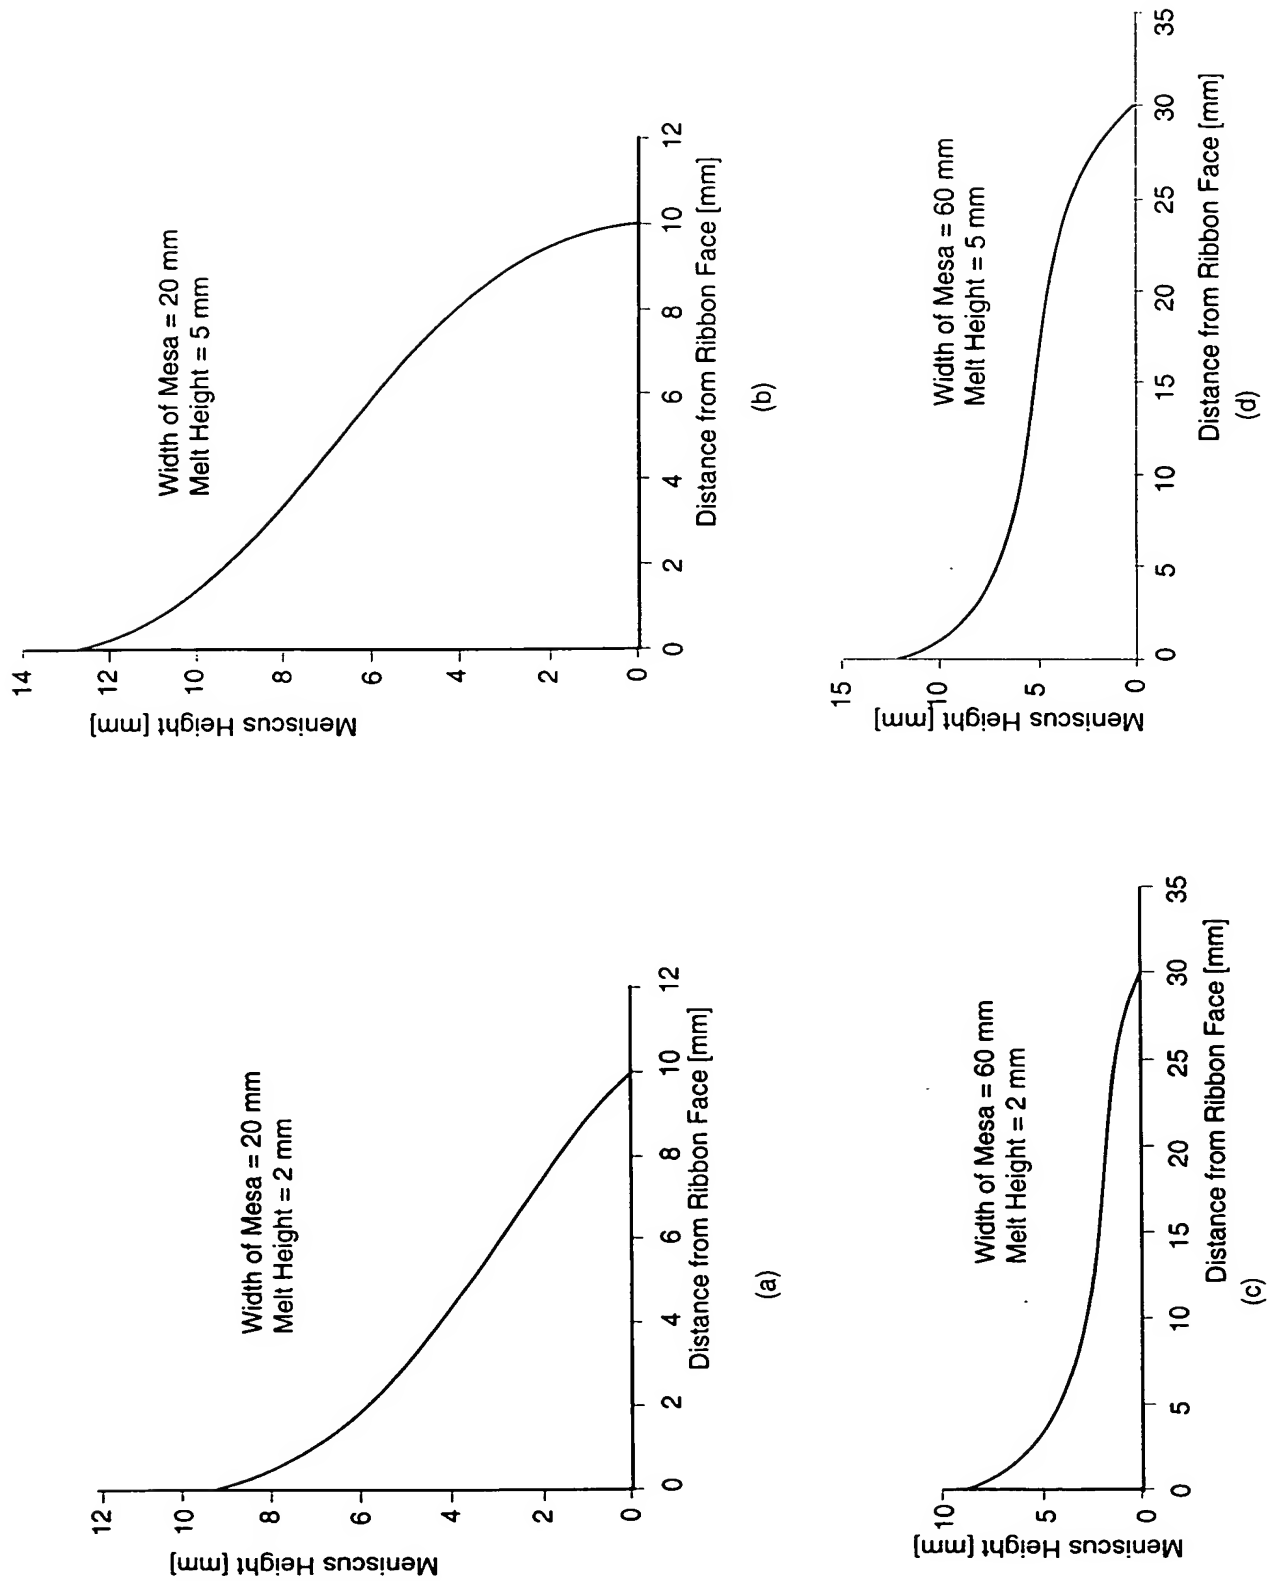 Meniscus Height [mm]
12
10
8
6
4
2
0
Width of Mesa = 20 mm
Melt Height = 2 mm
0
2
4
6
8
10
12
Distance from Ribbon Face [mm]
(a)
Meniscus Height [mm]
14
12
10
8
6
4
2
0
Width of Mesa = 20 mm
Melt Height = 5 mm
0
2
4
6
8
10
12
Distance from Ribbon Face [mm]
(b)
Meniscus Height [mm]
10
5
0
Width of Mesa = 60 mm
Melt Height = 2 mm
0
5
10
15
20
25
30
35
Distance from Ribbon Face [mm]
(c)
Meniscus Height [mm]
15
10
5
0
Width of Mesa = 60 mm
Melt Height = 5 mm
0
5
10
15
20
25
30
35
Distance from Ribbon Face [mm]
(d)